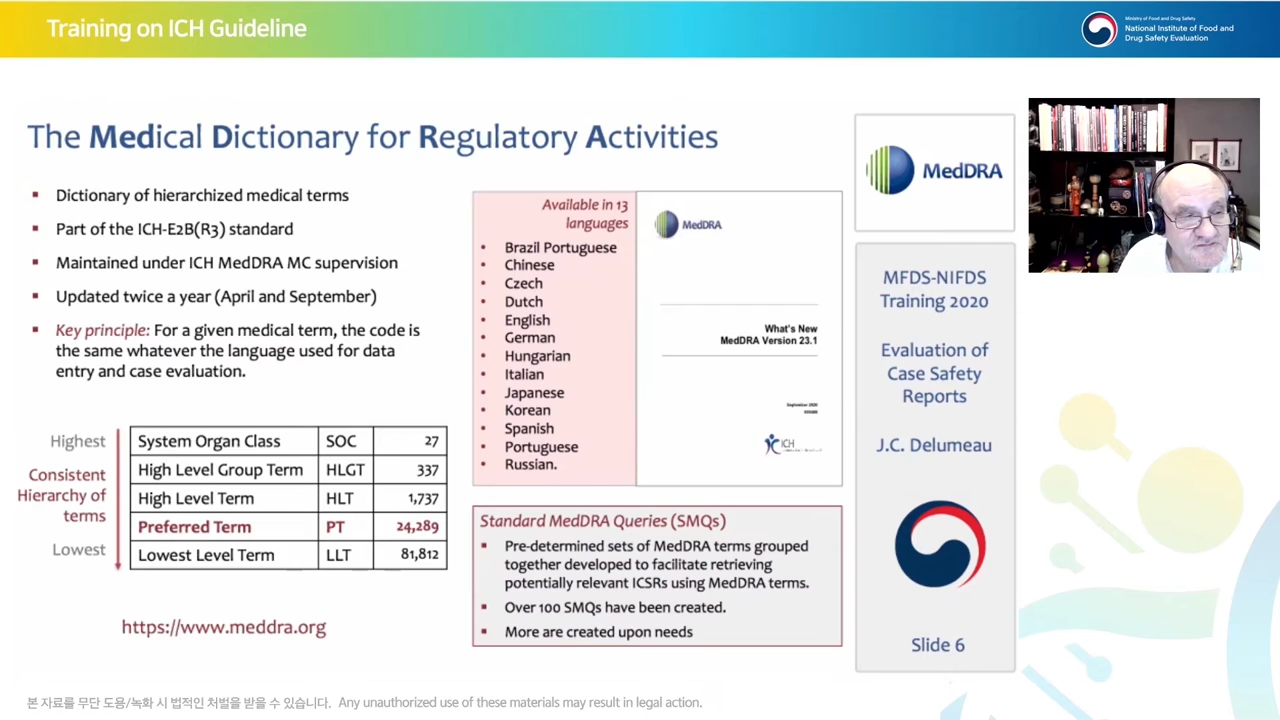 Training on ICH Guideline
Ministry of Food and Drug Safety
National Institute of Food and
Drug Safety Evaluation
The Medical Dictionary for Regulatory Activities
▪ Dictionary of hierarchized medical terms
▪ Part of the ICH-E2B(R3) standard
▪ Maintained under ICH MedDRA MC supervision
▪ Updated twice a year (April and September)
▪ Key principle: For a given medical term, the code is
the same whatever the language used for data
entry and case evaluation.
Highest
Consistent
Hierarchy of
terms
Lowest
System Organ Class SOC 27
High Level Group Term HLGT 337
High Level Term HLT 1,737
Preferred Term PT 24,289
Lowest Level Term LLT 81,812
https://www.meddra.org
Available in 13
languages
• Brazil Portuguese
• Chinese
• Czech
• Dutch
• English
• German
• Hungarian
• Italian
• Japanese
• Korean
• Spanish
• Portuguese
• Russian.
MedDRA
What's New
MedDRA Version 23.1
September 2020
ICH
Standard MedDRA Queries (SMQs)
▪ Pre-determined sets of MedDRA terms grouped
together developed to facilitate retrieving
potentially relevant ICSRs using MedDRA terms.
▪ Over 100 SMQs have been created.
▪ More are created upon needs
MedDRA
MFDS-NIFDS
Training 2020
Evaluation of
Case Safety
Reports
J.C. Delumeau
Slide 6
본 자료를 무단 도용/녹화 시 법적인 처벌을 받을 수 있습니다. Any unauthorized use of these materials may result in legal action.